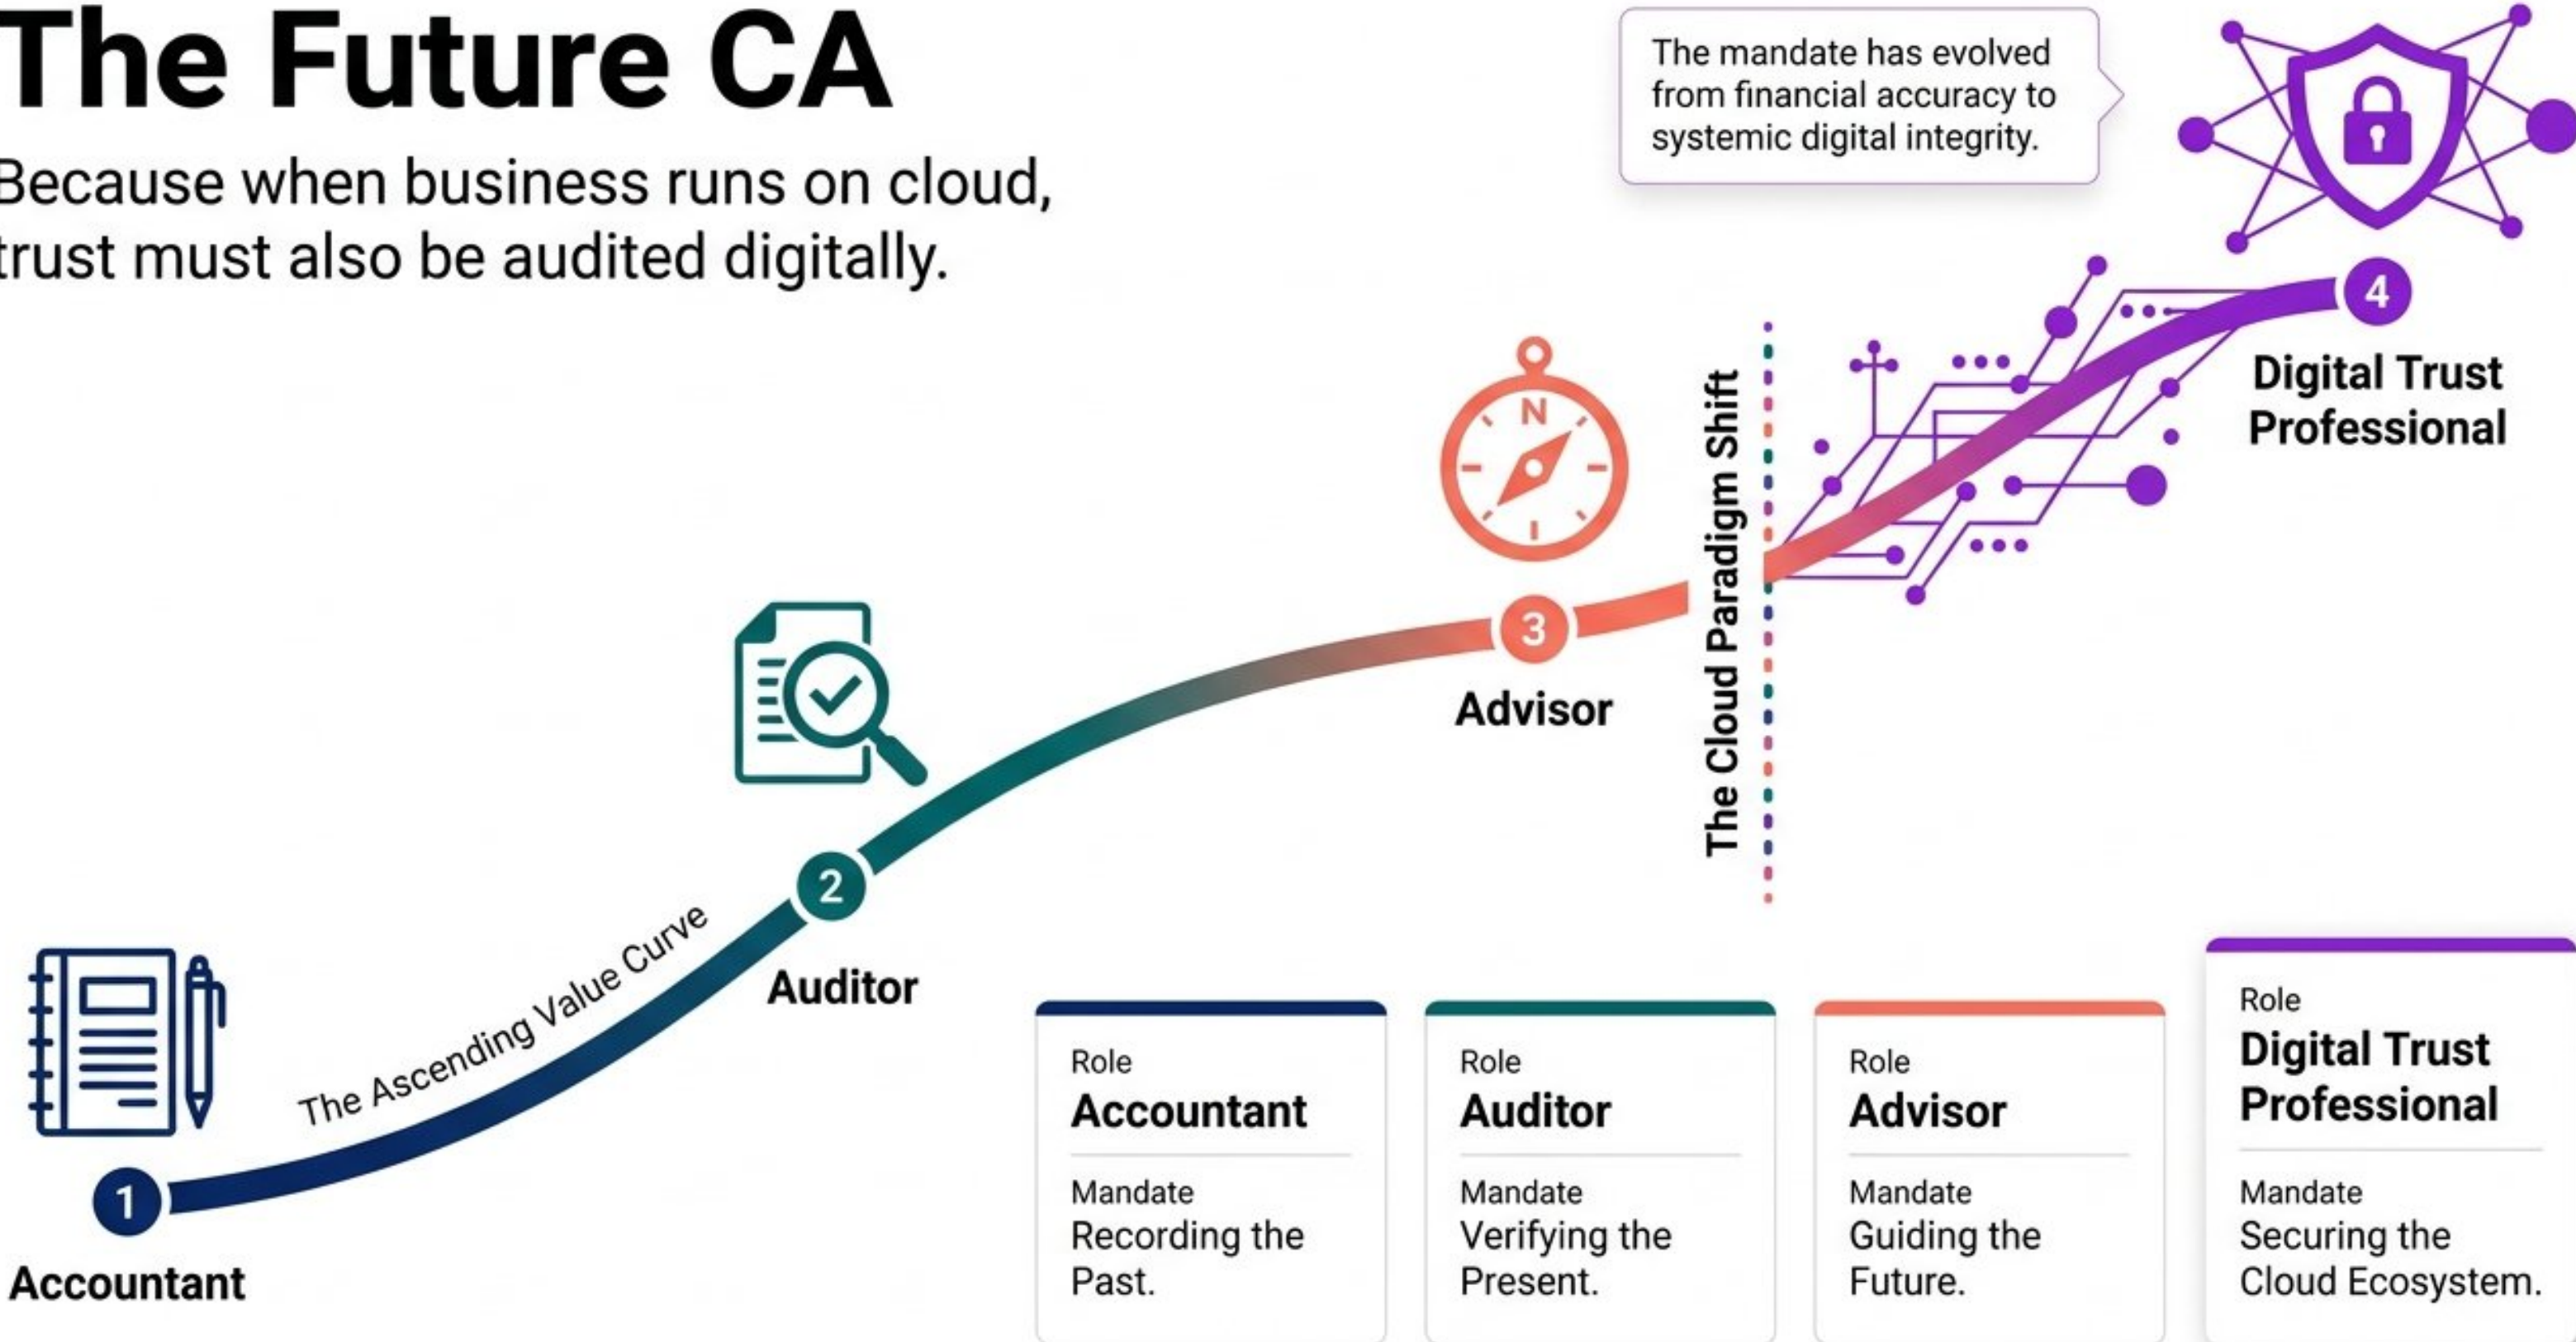 The Future CA
Because when business runs on cloud,
trust must also be audited digitally.
The mandate has evolved
from financial accuracy to
systemic digital integrity.
4
Digital Trust
Professional
N
The Cloud Paradigm Shift
3
Advisor
2
Auditor
The Ascending Value Curve
1
Accountant
Role
Accountant
Mandate
Recording the
Past.
Role
Auditor
Mandate
Verifying the
Present.
Role
Advisor
Mandate
Guiding the
Future.
Role
Digital Trust
Professional
Mandate
Securing the
Cloud Ecosystem.